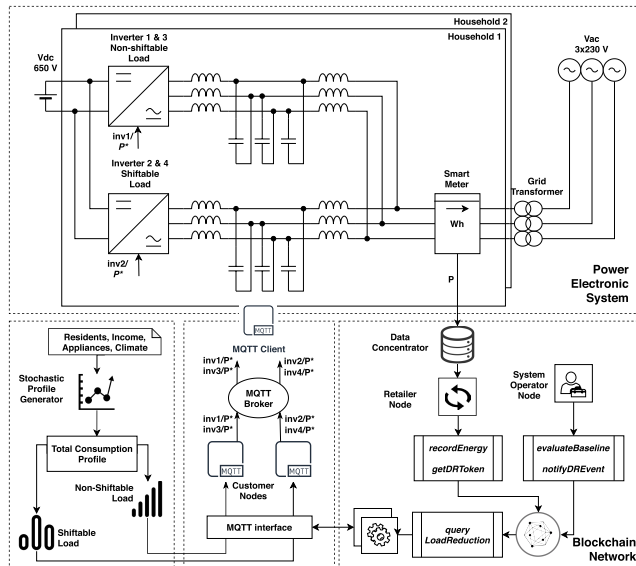 Household 2
Household 1
Vdc
650 V
Inverter 1 & 3
Non-shiftable
Load
inv1/
P*
Inverter 2 & 4
Shiftable
Load
inv2/
P*
Vac
3x230 V
Smart
Meter
Wh
Grid
Transformer
P
Power
Electronic
System
MQTT
MQTT Client
Residents, Income,
Appliances, Climate
Stochastic
Profile
Generator
Total Consumption
Profile
Non-Shiftable
Load
Shiftable
Load
inv1/P*
inv3/P*
inv2/P*
inv4/P*
MQTT
Broker
inv1/P*
inv3/P*
inv2/P*
inv4/P*
MQTT
MQTT
Customer
Nodes
MQTT interface
Data
Concentrator
Retailer
Node
System
Operator
Node
recordEnergy
getDRToken
evaluateBaseline
notifyDREvent
query
LoadReduction
Blockchain
Network